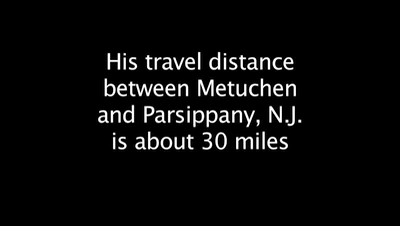 His travel distance
between Metuchen
and Parsippany, N.J.
is about 30 miles